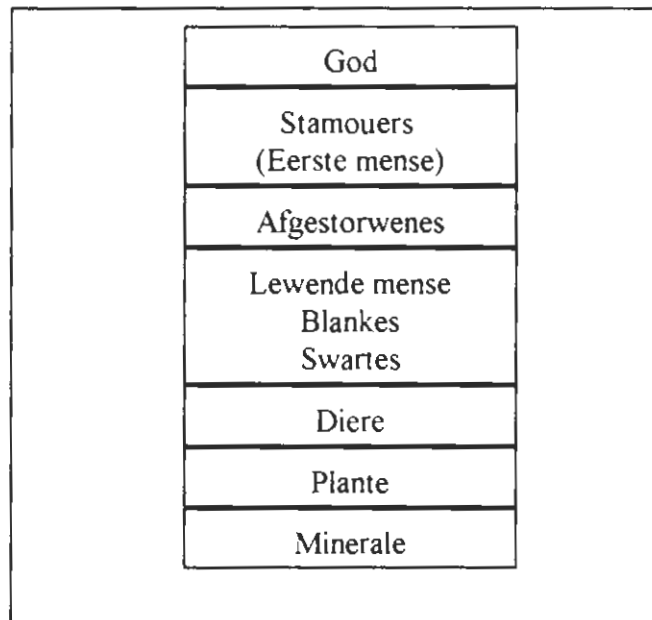 God
Stamouers
(Eerste mense)
Afgestorwenes
Lewende mense
Blankes
Swartes
Diere
Plante
Minerale